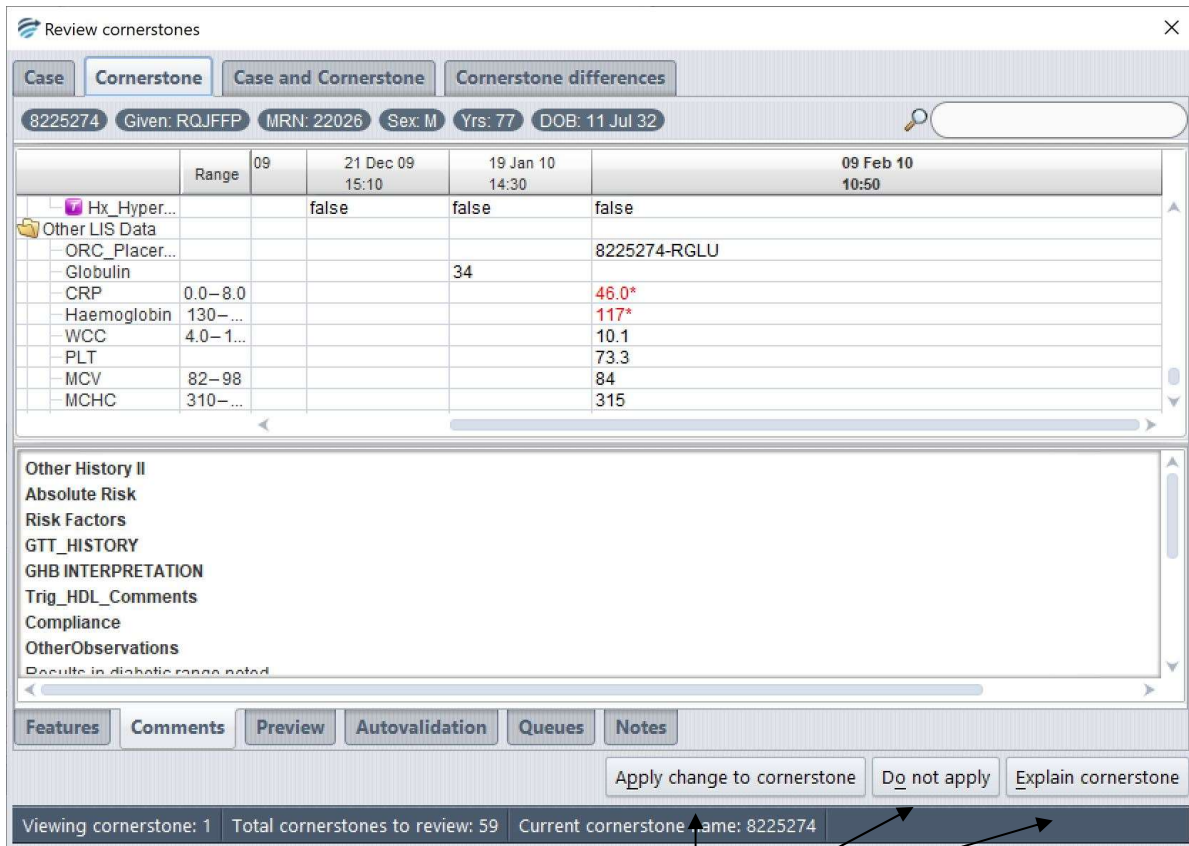 Review cornerstones
Case Cornerstone Case and Cornerstone Cornerstone differences
8225274 Given: RQJFFP MRN: 22026 Sex: M Yrs: 77 DOB: 11 Jul 32
Range 09 21 Dec 09 19 Jan 10 09 Feb 10
15:10 14:30 10:50
Hx_Hyper... false false false
Other LIS Data
ORC_Placer... 8225274-RGLU
Globulin 34
CRP 0.0–8.0 46.0*
Haemoglobin 130–... 117*
WCC 4.0–1... 10.1
PLT 73.3
MCV 82–98 84
MCHC 310–... 315
Other History II
Absolute Risk
Risk Factors
GTT_HISTORY
GHB INTERPRETATION
Trig_HDL_Comments
Compliance
OtherObservations
Results in diabetic range noted
Features Comments Preview Autovalidation Queues Notes
Apply change to cornerstone Do not apply Explain cornerstone
Viewing cornerstone: 1 Total cornerstones to review: 59 Current cornerstone name: 8225274